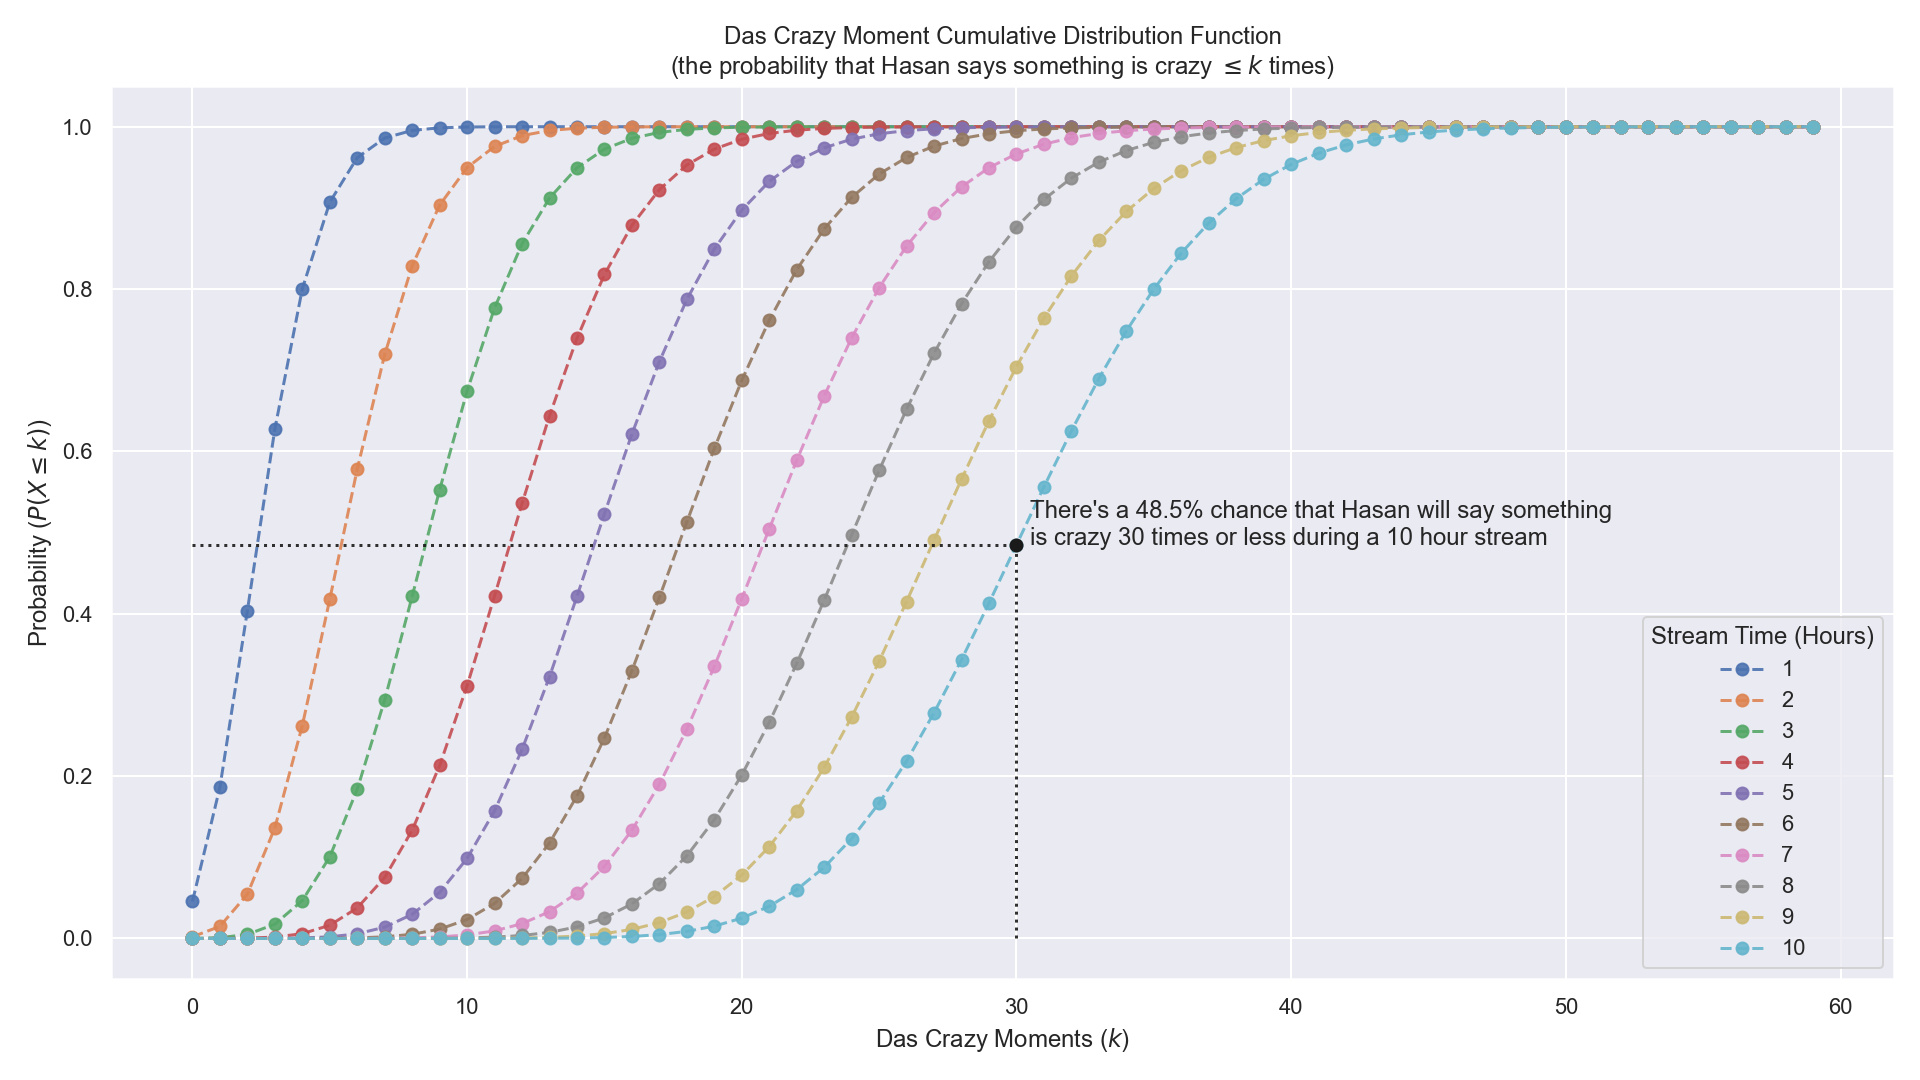 Das Crazy Moment Cumulative Distribution Function
(the probability that Hasan says something is crazy ≤ k times)
Probability (P(X ≤ k))
1.0
0.8
0.6
0.4
0.2
0.0
There's a 48.5% chance that Hasan will say something
is crazy 30 times or less during a 10 hour stream
Stream Time (Hours)
1
2
3
4
5
6
7
8
9
10
0 10 20 30 40 50 60
Das Crazy Moments (k)